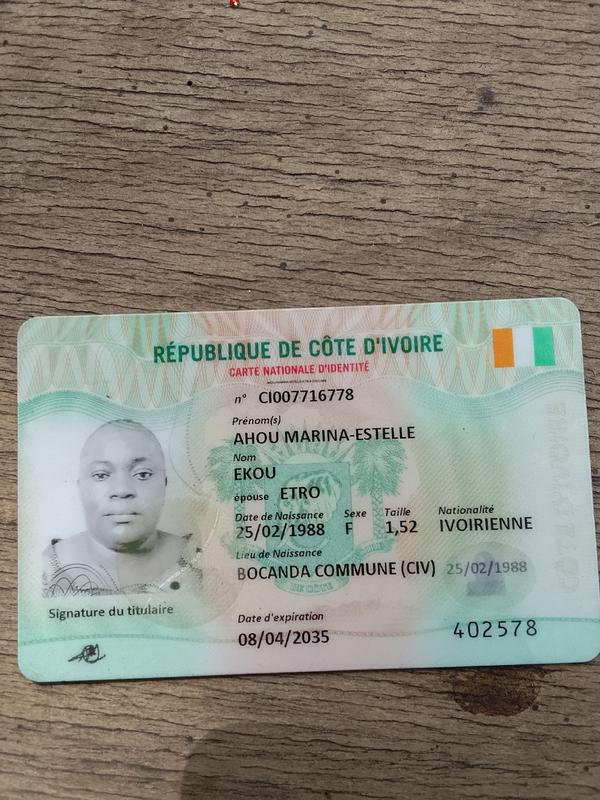 RÉPUBLIQUE DE CÔTE D'IVOIRE
CARTE NATIONALE D'IDENTITÉ
n° CI007716778
Prénom(s)
AHOU MARINA-ESTELLE
Nom
EKOU
épouse ETRO
Date de Naissance Sexe Taille Nationalité
25/02/1988 F 1,52 IVOIRIENNE
Lieu de Naissance
BOCANDA COMMUNE (CIV) 25/02/1988
Signature du titulaire
Date d'expiration
08/04/2035
402578